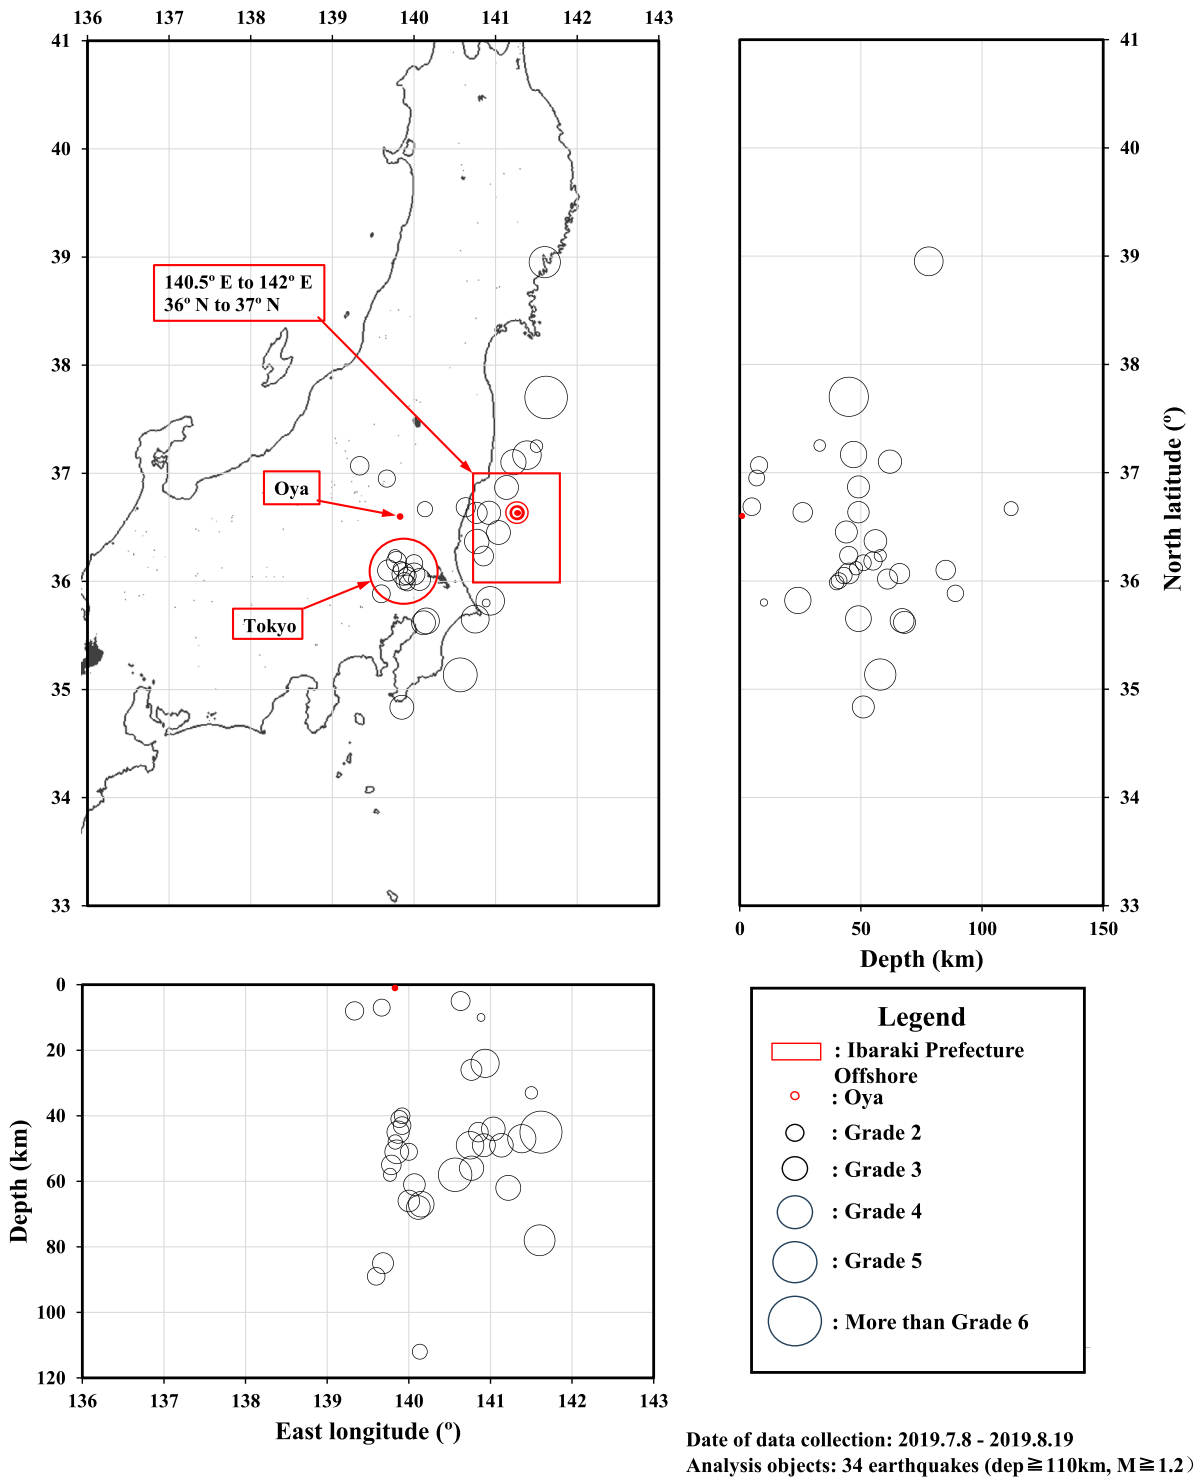 136 137 138 139 140 141 142 143
41
40
39
38
37
36
35
34
33
140.5º E to 142º E
36º N to 37º N
Oya
Tokyo
41
40
39
38
37
36
35
34
33
North latitude (º)
0 50 100 150
Depth (km)
0
20
40
60
80
100
120
Depth (km)
136 137 138 139 140 141 142 143
East longitude (º)
Legend
: Ibaraki Prefecture
Offshore
: Oya
: Grade 2
: Grade 3
: Grade 4
: Grade 5
: More than Grade 6
Date of data collection: 2019.7.8 - 2019.8.19
Analysis objects: 34 earthquakes (dep≧110km, M≧1.2)